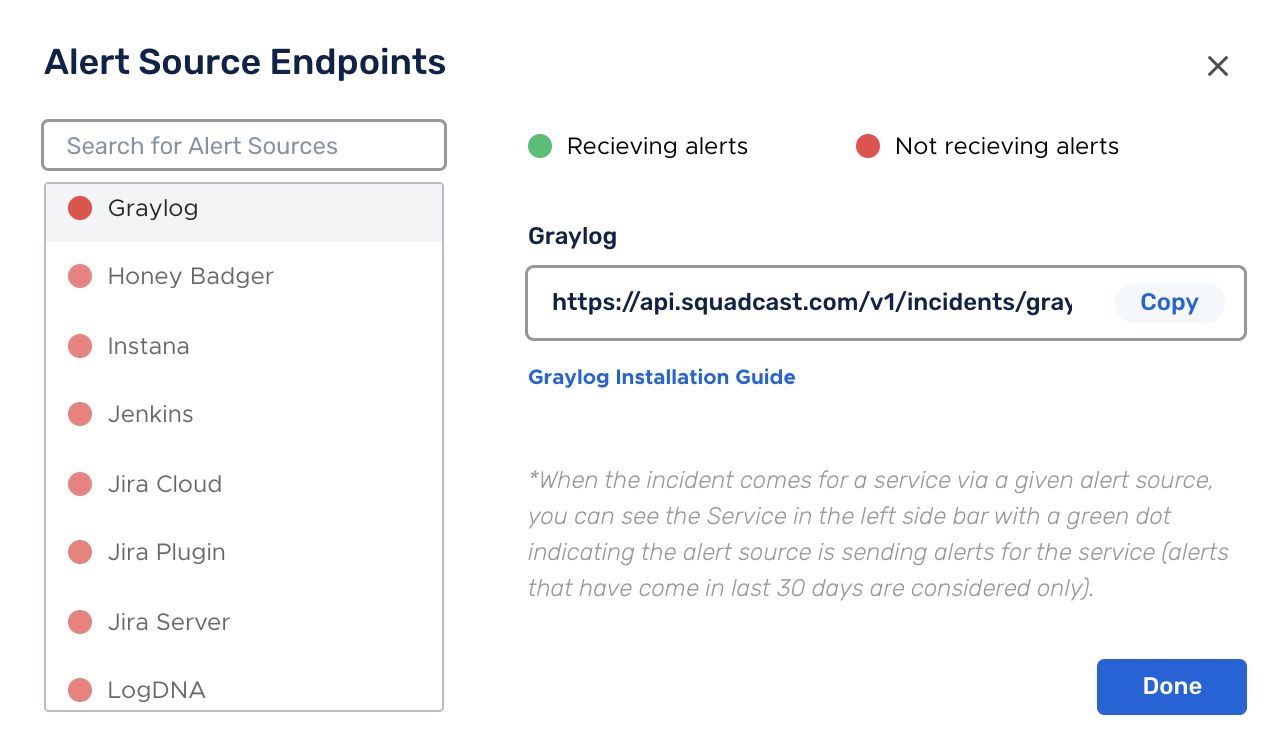 Alert Source Endpoints
Search for Alert Sources
Graylog
Honey Badger
Instana
Jenkins
Jira Cloud
Jira Plugin
Jira Server
LogDNA
Recieving alerts
Not recieving alerts
Graylog
https://api.squadcast.com/v1/incidents/gray
Copy
Graylog Installation Guide
*When the incident comes for a service via a given alert source,
you can see the Service in the left side bar with a green dot
indicating the alert source is sending alerts for the service (alerts
that have come in last 30 days are considered only).
Done